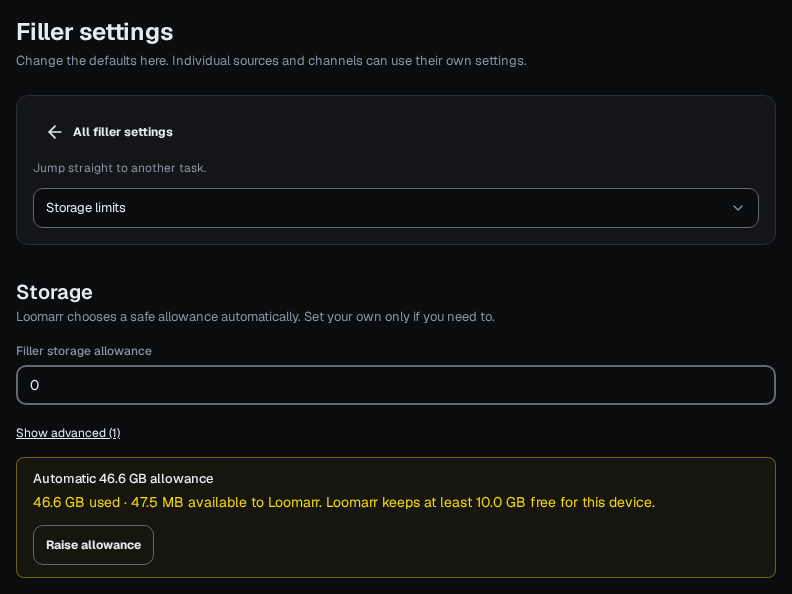 Filler settings
Change the defaults here. Individual sources and channels can use their own settings.
All filler settings
Jump straight to another task.
Storage limits
Storage
Loomarr chooses a safe allowance automatically. Set your own only if you need to.
Filler storage allowance
0
Show advanced (1)
Automatic 46.6 GB allowance
46.6 GB used · 47.5 MB available to Loomarr. Loomarr keeps at least 10.0 GB free for this device.
Raise allowance